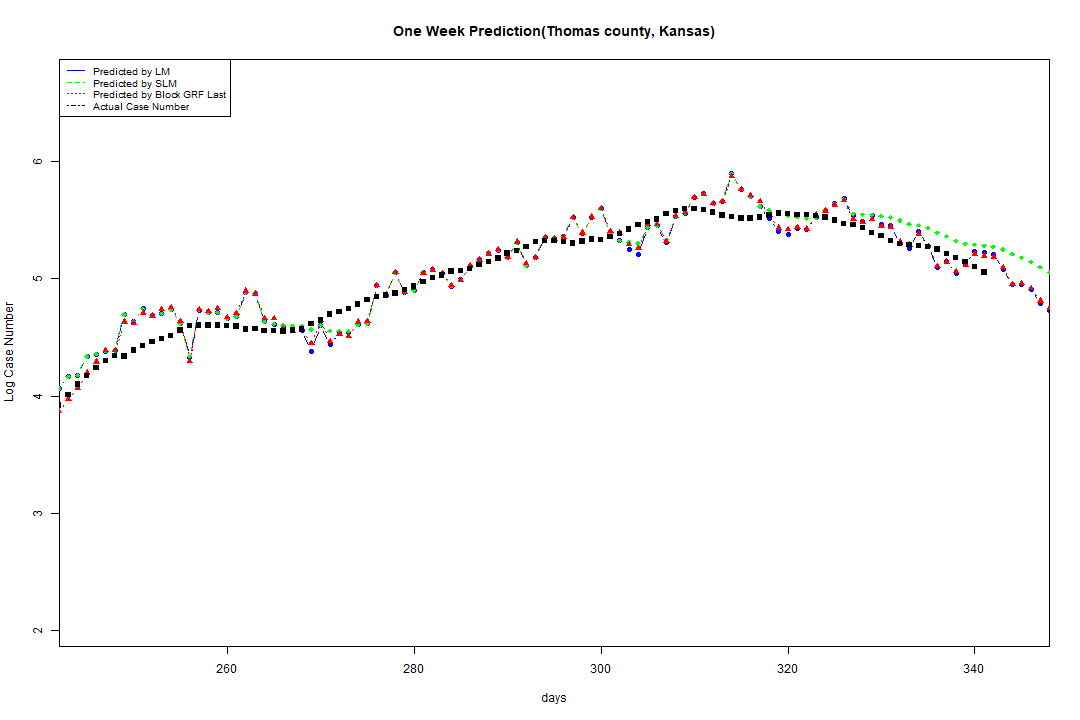 One Week Prediction(Thomas county, Kansas)
Predicted by LM
Predicted by SLM
Predicted by Block GRF Last
Actual Case Number
6
5
4
3
2
Log Case Number
260 280 300 320 340
days